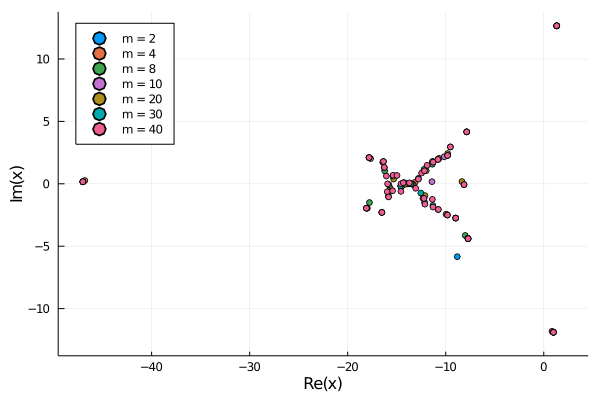 m = 2
m = 4
m = 8
m = 10
m = 20
m = 30
m = 40
10
5
0
−5
−10
Im(x)
−40 −30 −20 −10 0
Re(x)